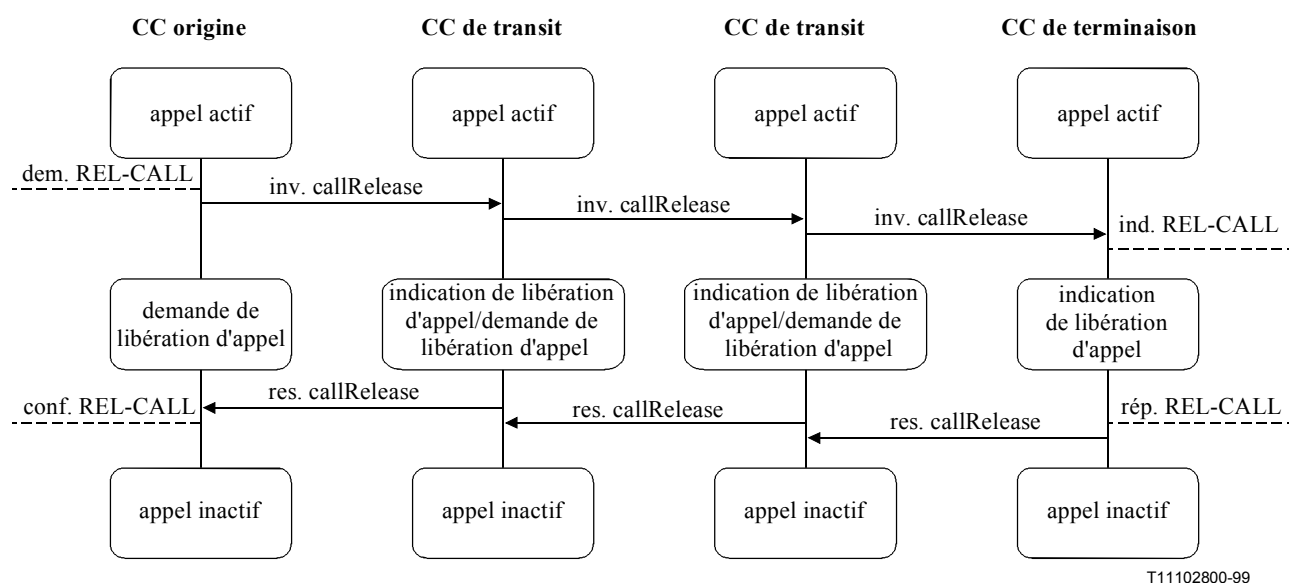 CC origine
CC de transit
CC de transit
CC de terminaison
appel actif
appel actif
appel actif
appel actif
dem. REL-CALL
inv. callRelease
inv. callRelease
inv. callRelease
ind. REL-CALL
demande de
libération d'appel
indication de libération
d'appel/demande de
libération d'appel
indication de libération
d'appel/demande de
libération d'appel
indication
de libération
d'appel
conf. REL-CALL
res. callRelease
res. callRelease
res. callRelease
rép. REL-CALL
appel inactif
appel inactif
appel inactif
appel inactif
T11102800-99